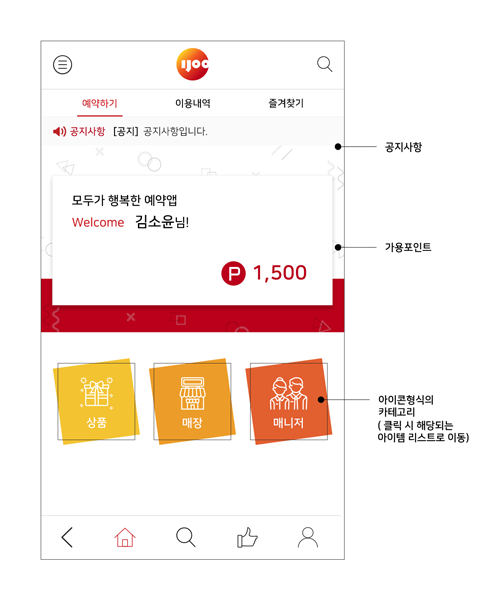 ijoo
예약하기 이용내역 즐겨찾기
공지사항 [공지] 공지사항입니다.
공지사항
모두가 행복한 예약앱
Welcome 김소윤님!
가용포인트
P 1,500
상품 매장 매니저
아이콘형식의
카테고리
( 클릭 시 해당되는
아이템 리스트로 이동)